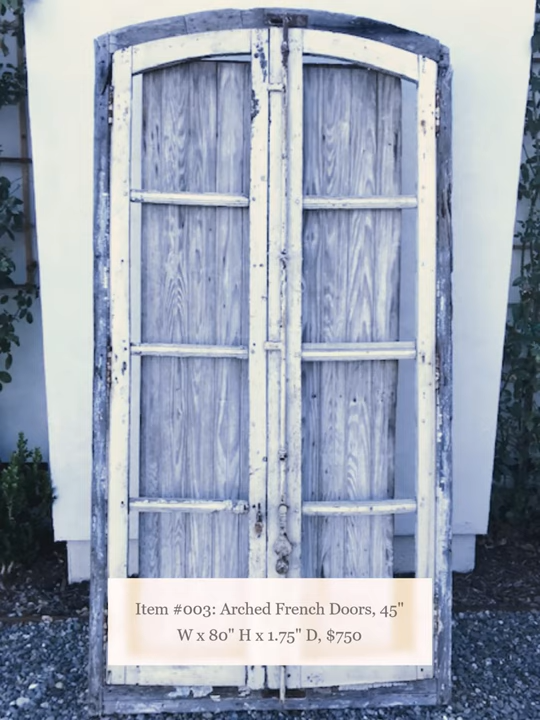 Item #003: Arched French Doors, 45"
W x 80" H x 1.75" D, $750